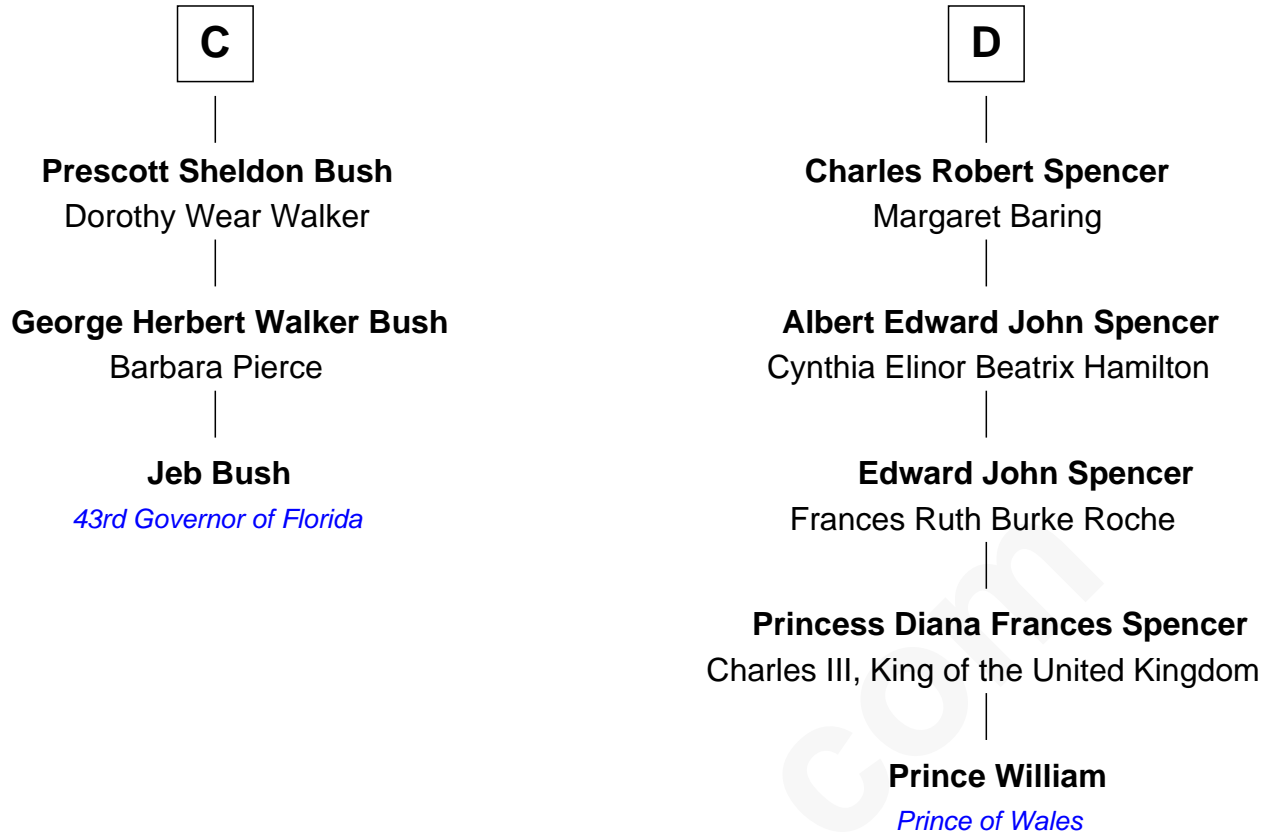 C
Prescott Sheldon Bush
Dorothy Wear Walker
George Herbert Walker Bush
Barbara Pierce
Jeb Bush
43rd Governor of Florida
D
Charles Robert Spencer
Margaret Baring
Albert Edward John Spencer
Cynthia Elinor Beatrix Hamilton
Edward John Spencer
Frances Ruth Burke Roche
Princess Diana Frances Spencer
Charles III, King of the United Kingdom
Prince William
Prince of Wales
com